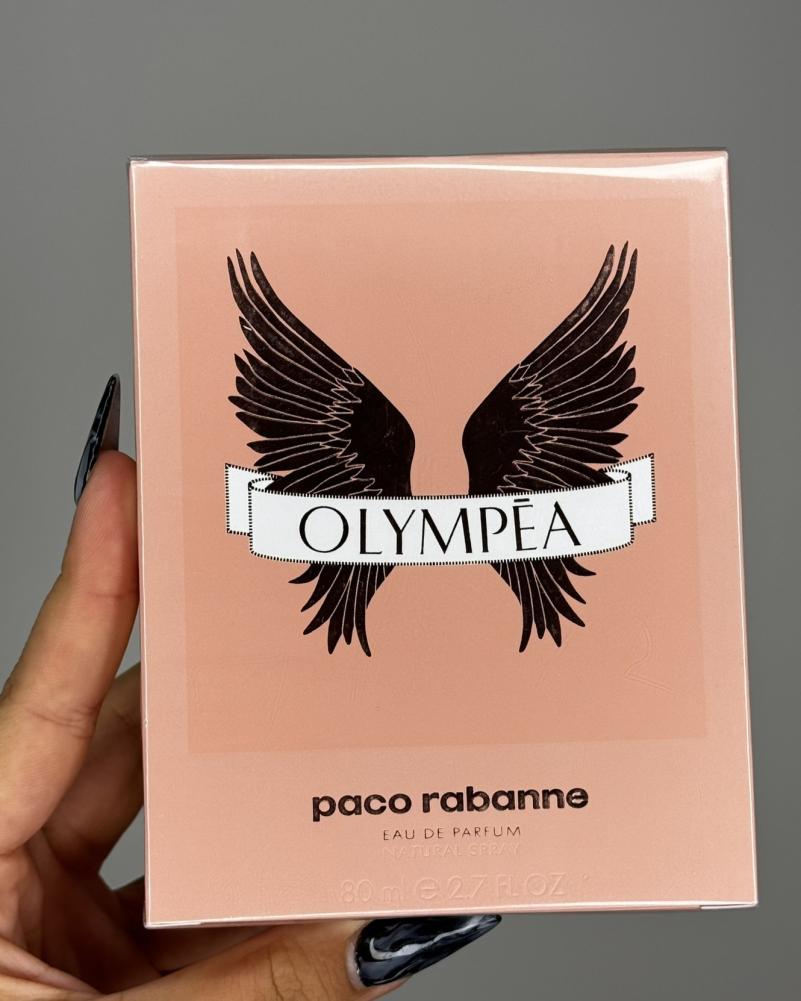 OLYMPĒA
paco rabanne
EAU DE PARFUM
NATURAL SPRAY
80 ml e 2.7 FL.OZ